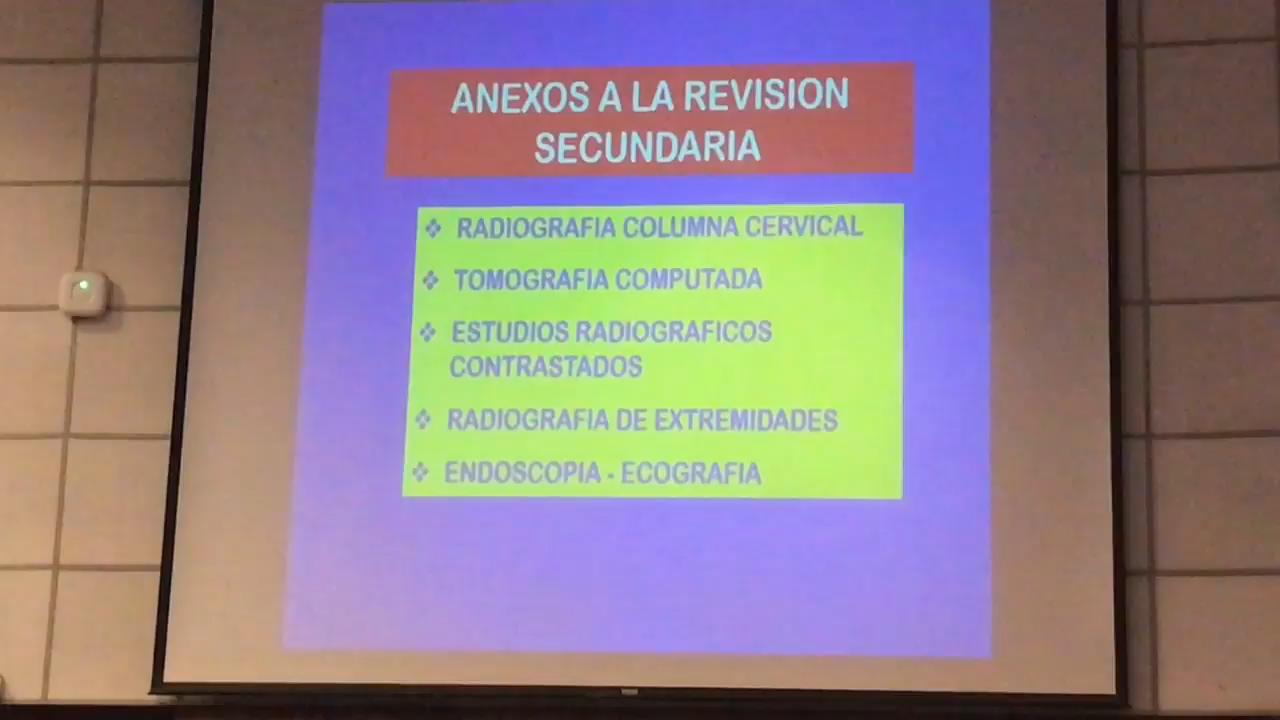 ANEXOS A LA REVISION
SECUNDARIA
❖ RADIOGRAFIA COLUMNA CERVICAL
❖ TOMOGRAFIA COMPUTADA
❖ ESTUDIOS RADIOGRAFICOS
CONTRASTADOS
❖ RADIOGRAFIA DE EXTREMIDADES
❖ ENDOSCOPIA - ECOGRAFIA